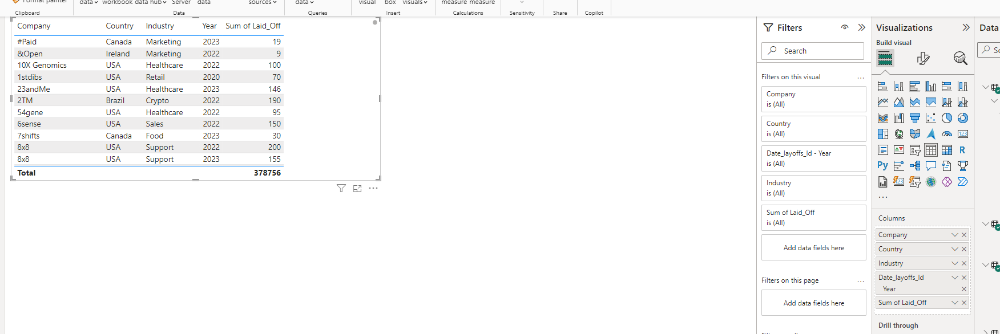 Format painter
data workbook data hub Server data sources data visual box visuals measure measure
Clipboard Data Queries Insert Calculations Sensitivity Share Copilot
Company Country Industry Year Sum of Laid_Off
#Paid Canada Marketing 2023 19
&Open Ireland Marketing 2022 9
10X Genomics USA Healthcare 2022 100
1stdibs USA Retail 2020 70
23andMe USA Healthcare 2023 146
2TM Brazil Crypto 2022 190
54gene USA Healthcare 2022 95
6sense USA Sales 2022 150
7shifts Canada Food 2023 30
8x8 USA Support 2022 200
8x8 USA Support 2023 155
Total 378756
Filters
Search
Filters on this visual ...
Company
is (All)
Country
is (All)
Date_layoffs_Id - Year
is (All)
Industry
is (All)
Sum of Laid_Off
is (All)
Add data fields here
Filters on this page ...
Add data fields here
Visualizations
Build visual
123
R
Py
123
...
Columns
Company
Country
Industry
Date_layoffs_Id
Year
Sum of Laid_Off
Drill through
Data
Se